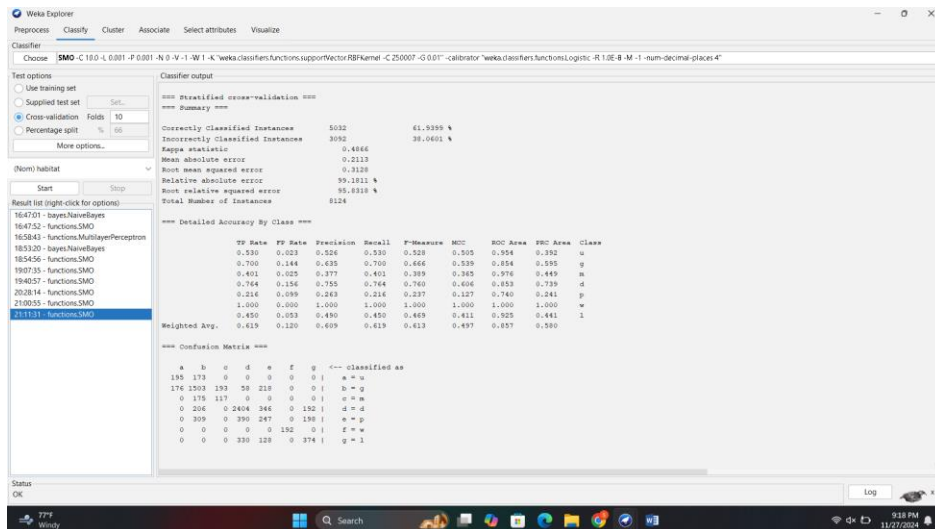 Weka Explorer
Preprocess Classify Cluster Associate Select attributes Visualize
Classifier
Choose SMO -C 10.0 -L 0.001 -P 0.001 -N 0 -V -1 -W 1 -K "weka.classifiers.functions.supportVector.RBFKernel -C 250007 -G 0.01" -calibrator "weka.classifiers.functions.Logistic -R 1.0E-8 -M -1 -num-decimal-places 4"
Test options
Use training set
Supplied test set Set...
Cross-validation Folds 10
Percentage split % 66
More options...
(Nom) habitat
Start Stop
Result list (right-click for options)
16:47:01 - bayes.NaiveBayes
16:47:52 - functions.SMO
16:58:43 - functions.MultilayerPerceptron
18:53:20 - bayes.NaiveBayes
18:54:56 - functions.SMO
19:07:35 - functions.SMO
19:40:57 - functions.SMO
20:28:14 - functions.SMO
21:00:55 - functions.SMO
21:11:31 - functions.SMO
Classifier output
=== Stratified cross-validation ===
=== Summary ===
Correctly Classified Instances 5032 61.9399 %
Incorrectly Classified Instances 3092 38.0601 %
Kappa statistic 0.4866
Mean absolute error 0.2113
Root mean squared error 0.3128
Relative absolute error 99.1811 %
Root relative squared error 95.8318 %
Total Number of Instances 8124
=== Detailed Accuracy By Class ===
TP Rate FP Rate Precision Recall F-Measure MCC ROC Area PRC Area Class
0.530 0.023 0.526 0.530 0.528 0.505 0.954 0.392 u
0.700 0.144 0.635 0.700 0.666 0.539 0.854 0.595 g
0.401 0.025 0.377 0.401 0.389 0.365 0.976 0.449 m
0.764 0.156 0.755 0.764 0.760 0.606 0.853 0.739 d
0.216 0.099 0.263 0.216 0.237 0.127 0.740 0.241 p
1.000 0.000 1.000 1.000 1.000 1.000 1.000 1.000 w
0.450 0.053 0.490 0.450 0.469 0.411 0.925 0.441 l
Weighted Avg. 0.619 0.120 0.609 0.619 0.613 0.497 0.857 0.580
=== Confusion Matrix ===
a b c d e f g <-- classified as
195 173 0 0 0 0 0 | a = u
176 1503 193 58 218 0 0 | b = g
0 175 117 0 0 0 0 | c = m
0 206 0 2404 346 0 192 | d = d
0 309 0 390 247 0 198 | e = p
0 0 0 0 0 192 0 | f = w
0 0 0 330 128 0 374 | g = l
Status
OK
Log
x
77°F
Windy
Search
9:18 PM
11/27/2024